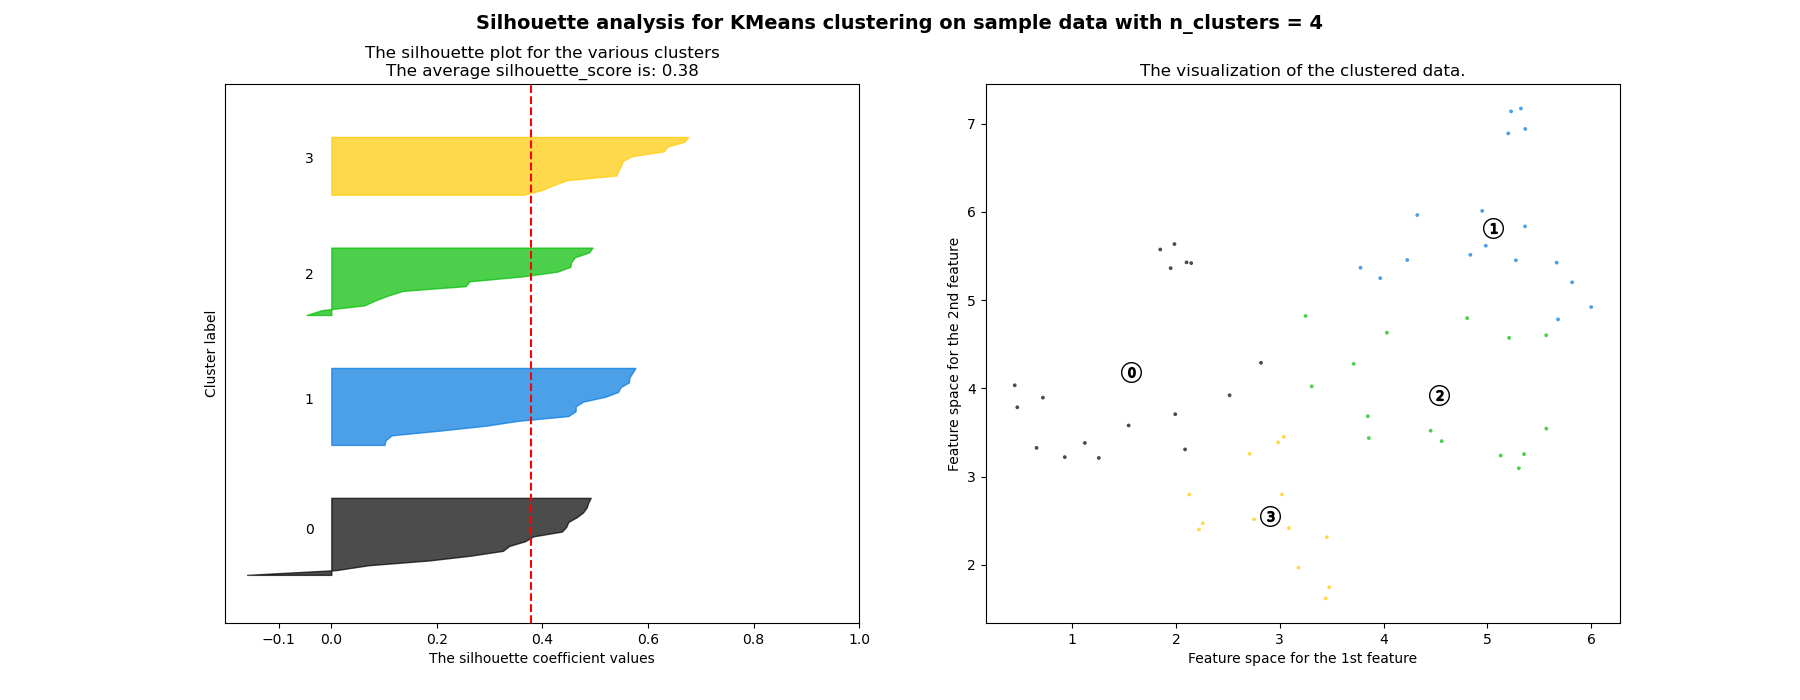 Silhouette analysis for KMeans clustering on sample data with n_clusters = 4
The silhouette plot for the various clusters
The average silhouette_score is: 0.38
3
2
1
0
Cluster label
−0.1 0.0 0.2 0.4 0.6 0.8 1.0
The silhouette coefficient values
The visualization of the clustered data.
7
6
5
4
3
2
Feature space for the 2nd feature
1
0
2
3
1 2 3 4 5 6
Feature space for the 1st feature